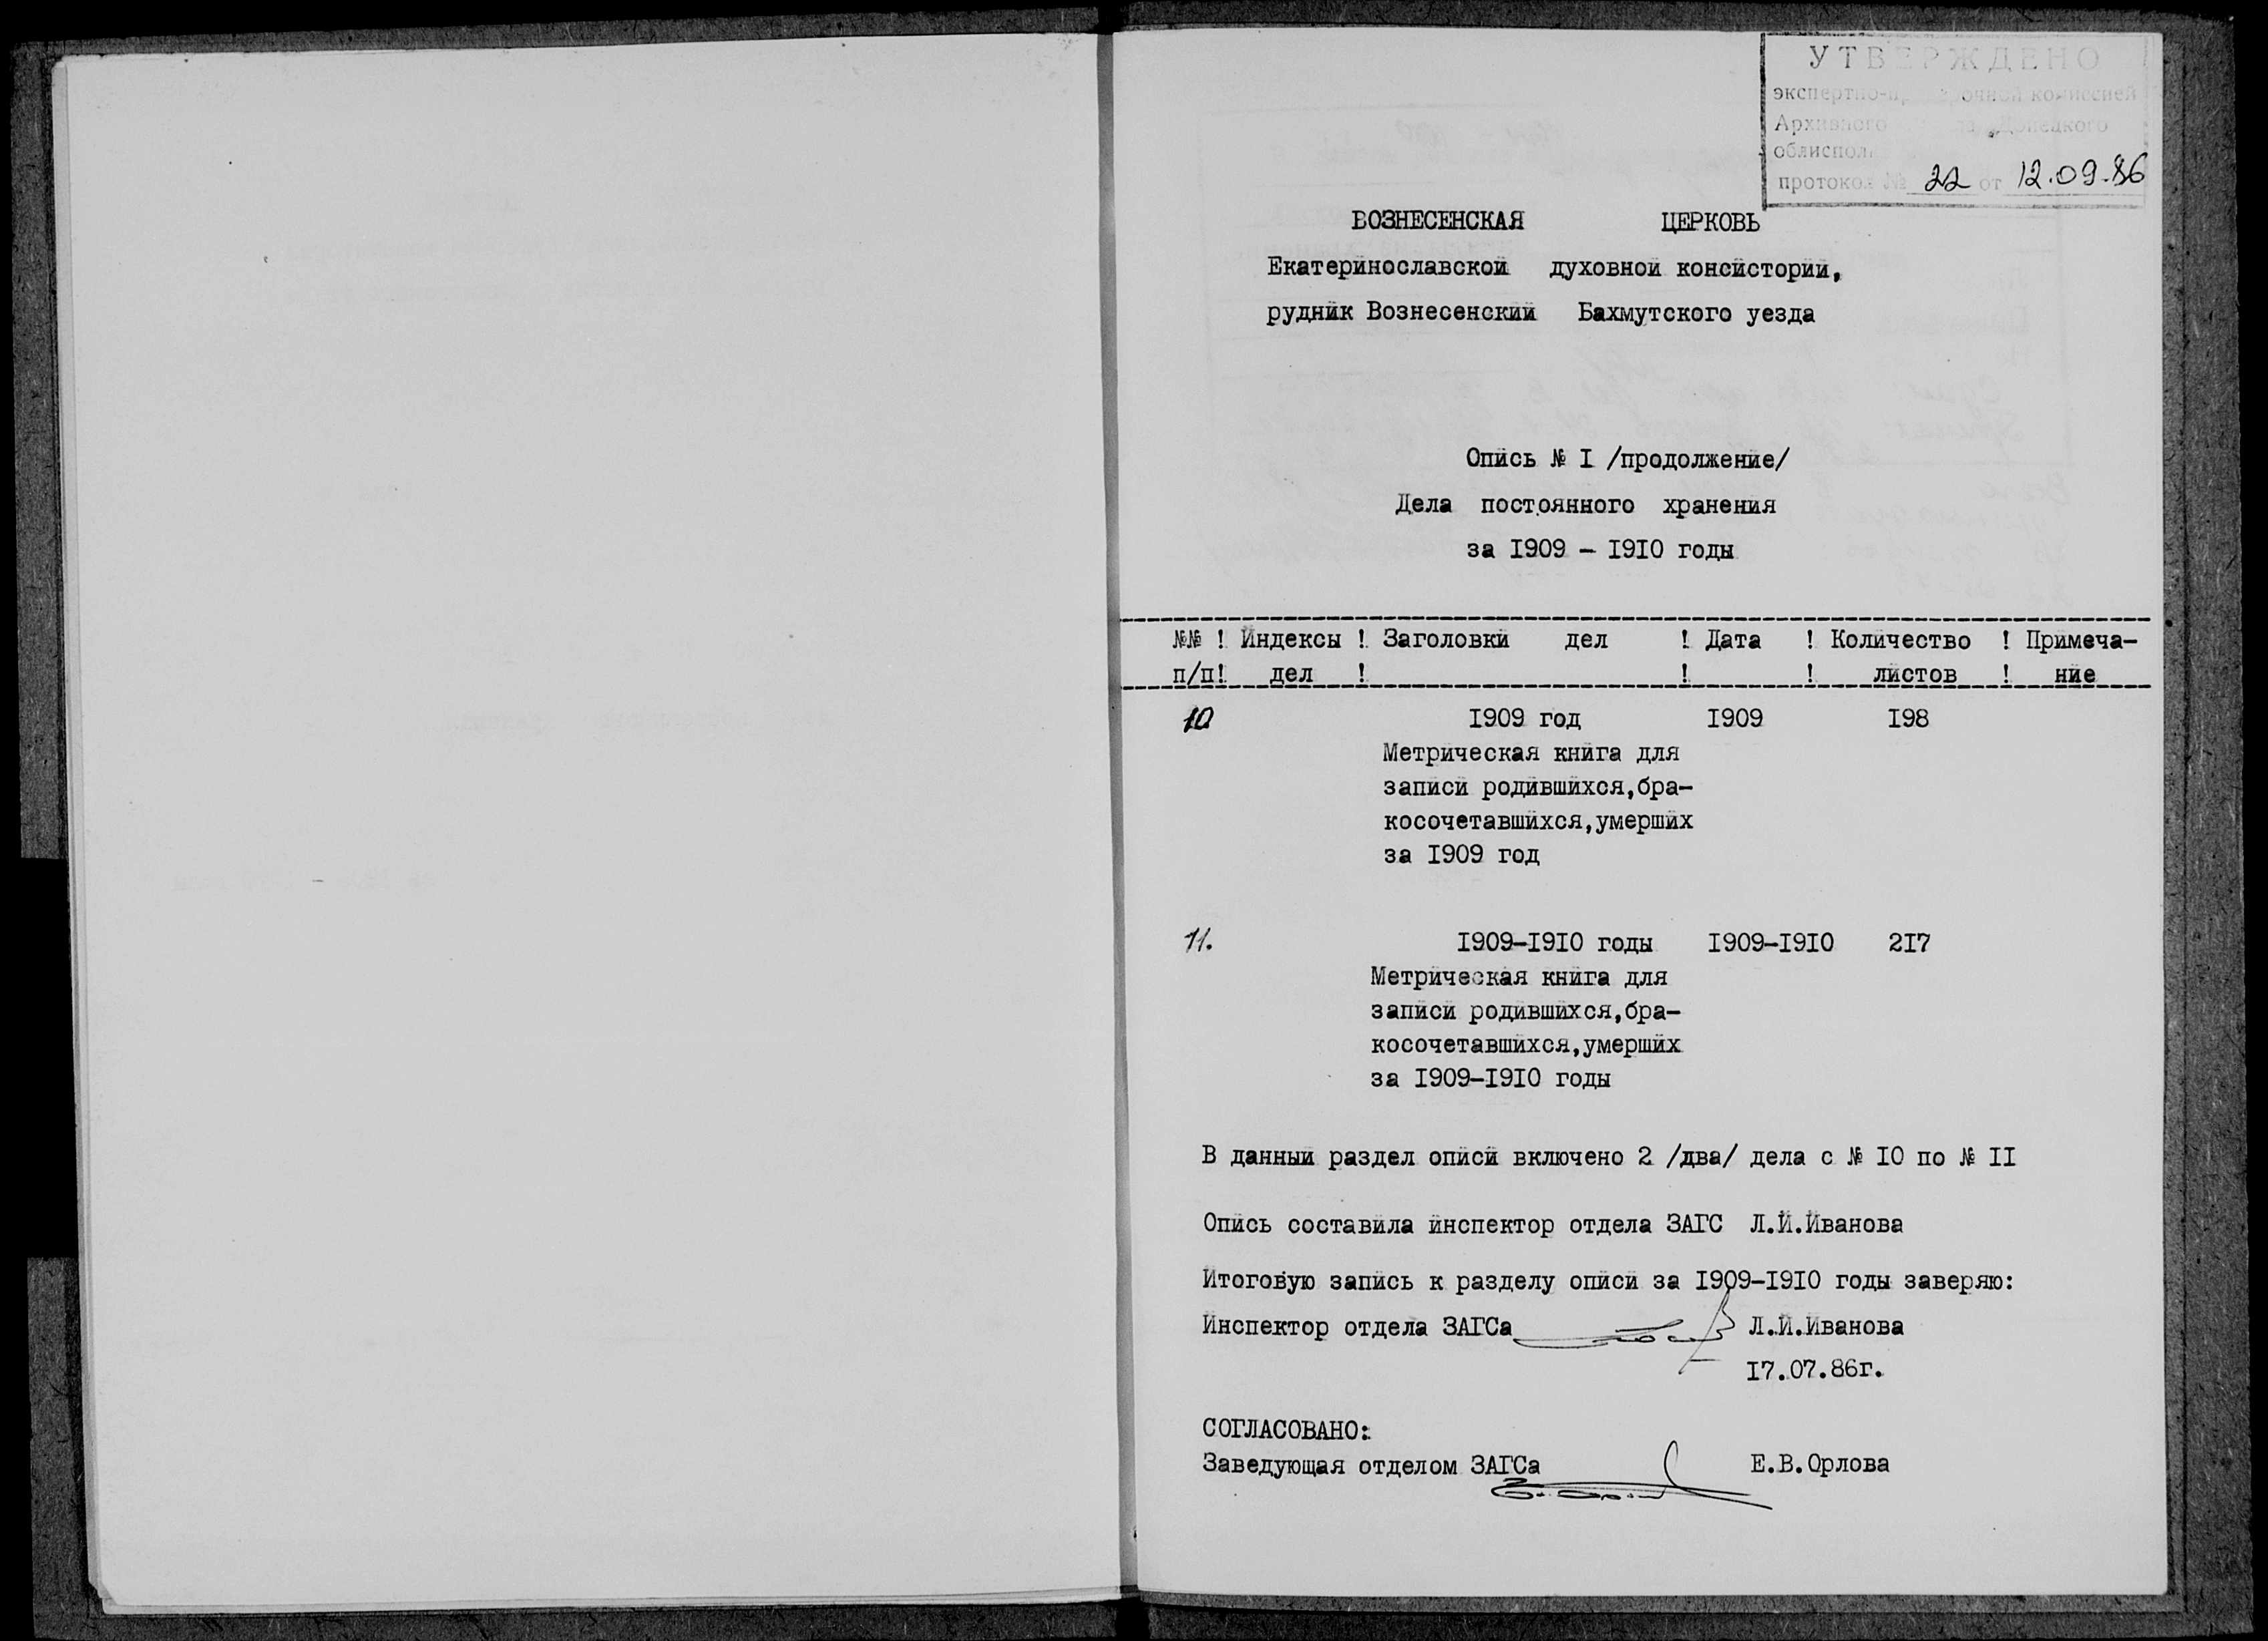 УТВЕРЖДЕНО
комиссией
Архивного Донецкого
протокол № 22 от 12.09.86
ВОЗНЕСЕНСКАЯ ЦЕРКОВЬ
Екатеринославской духовной консистории,
рудник Вознесенский Бахмутского уезда
Опись № I /продолжение/
Дела постоянного хранения
за I909 - I9I0 годы
№№ ! Индексы ! Заголовки дел ! Дата ! Количество ! Примеча-
п/п! дел ! ! ! листов ! ние
10 I909 год I909 I98
Метрическая книга для
записи родившихся,бра-
косочетавшихся,умерших
за I909 год
11. I909-I9I0 годы I909-I9I0 2I7
Метрическая книга для
записи родившихся,бра-
косочетавшихся,умерших
за I909-I9I0 годы
В данный раздел описи включено 2 /два/ дела с № I0 по № II
Опись составила инспектор отдела ЗАГС Л.И.Иванова
Итоговую запись к разделу описи за I909-I9I0 годы заверяю:
Инспектор отдела ЗАГСа Л.И.Иванова
I7.07.86г.
СОГЛАСОВАНО:
Заведующая отделом ЗАГСа Е.В.Орлова